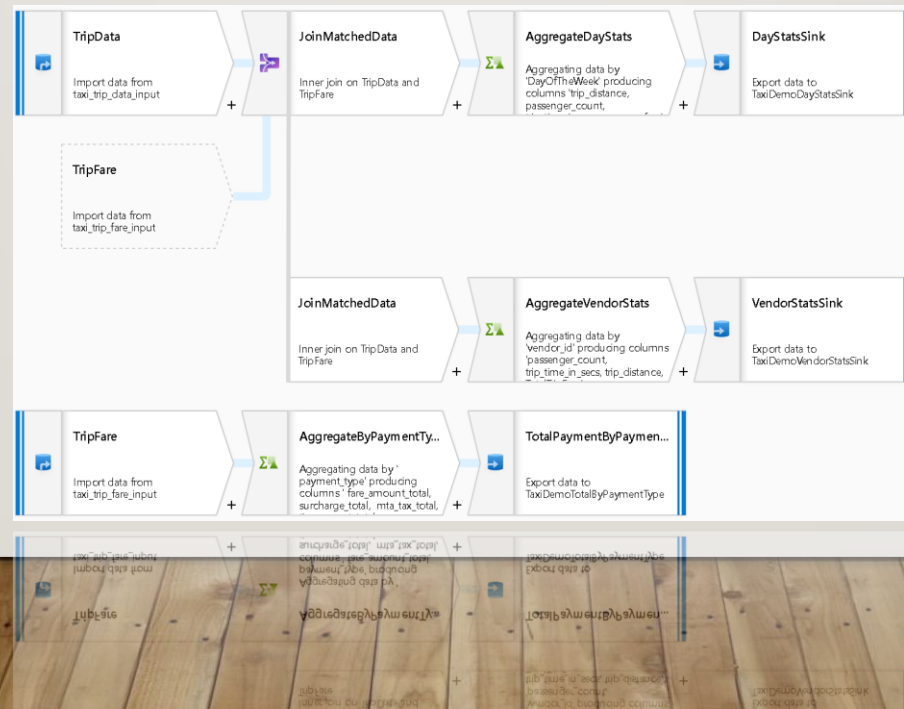 TripData
Import data from
taxi_trip_data_input
+
JoinMatchedData
Inner join on TripData and
TripFare
+
AggregateDayStats
Aggregating data by
'DayOfTheWeek' producing
columns 'trip_distance,
passenger_count,
+
DayStatsSink
Export data to
TaxiDemoDayStatsSink
TripFare
Import data from
taxi_trip_fare_input
JoinMatchedData
Inner join on TripData and
TripFare
+
AggregateVendorStats
Aggregating data by
'vendor_id' producing columns
'passenger_count,
trip_time_in_secs, trip_distance,
+
VendorStatsSink
Export data to
TaxiDemoVendorStatsSink
TripFare
Import data from
taxi_trip_fare_input
+
AggregateByPaymentTy...
Aggregating data by '
payment_type' producing
columns ' fare_amount_total,
surcharge_total, mta_tax_total,
+
TotalPaymentByPaymen...
Export data to
TaxiDemoTotalByPaymentType